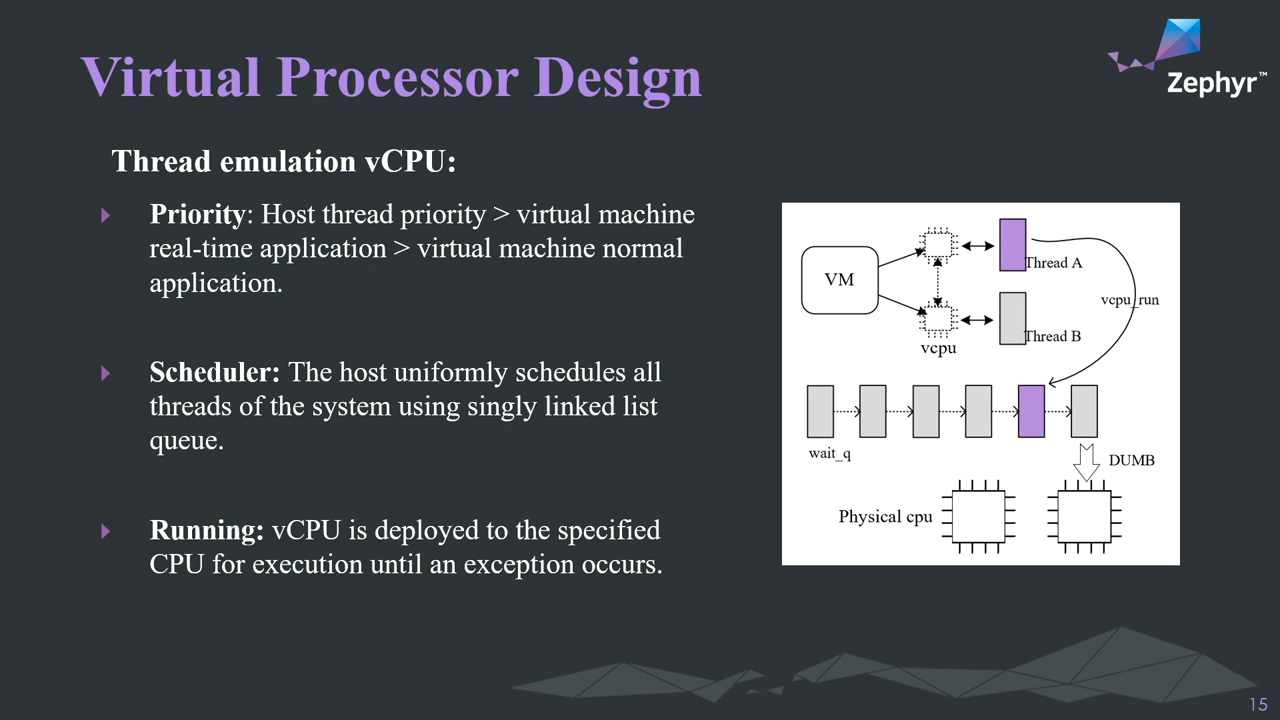 Virtual Processor Design
Zephyr™
Thread emulation vCPU:
Priority: Host thread priority > virtual machine
real-time application > virtual machine normal
application.
Scheduler: The host uniformly schedules all
threads of the system using singly linked list
queue.
Running: vCPU is deployed to the specified
CPU for execution until an exception occurs.
VM
Thread A
vcpu_run
Thread B
vcpu
wait_q
DUMB
Physical cpu
15